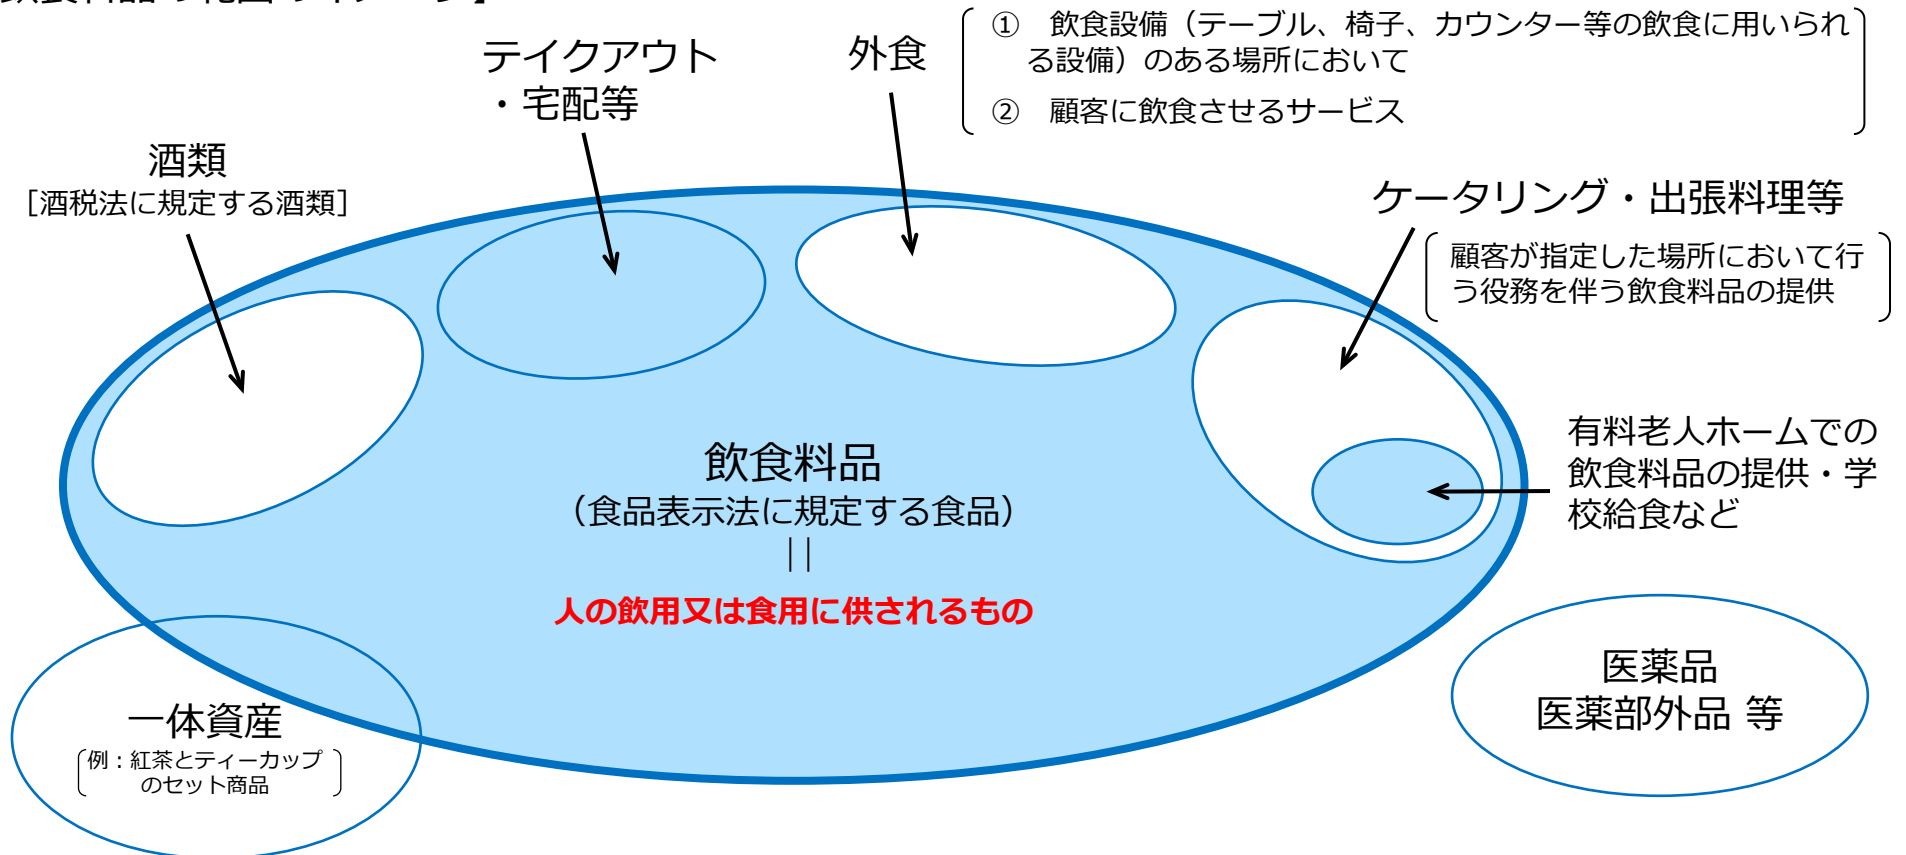 ① 飲食設備（テーブル、椅子、カウンター等の飲食に用いられ
る設備）のある場所において
② 顧客に飲食させるサービス
外食
テイクアウト
・宅配等
酒類
［酒税法に規定する酒類］
ケータリング・出張料理等
顧客が指定した場所において行
う役務を伴う飲食料品の提供
有料老人ホームでの
飲食料品の提供・学
校給食など
飲食料品
（食品表示法に規定する食品）
||
人の飲用又は食用に供されるもの
一体資産
例：紅茶とティーカップ
のセット商品
医薬品
医薬部外品 等